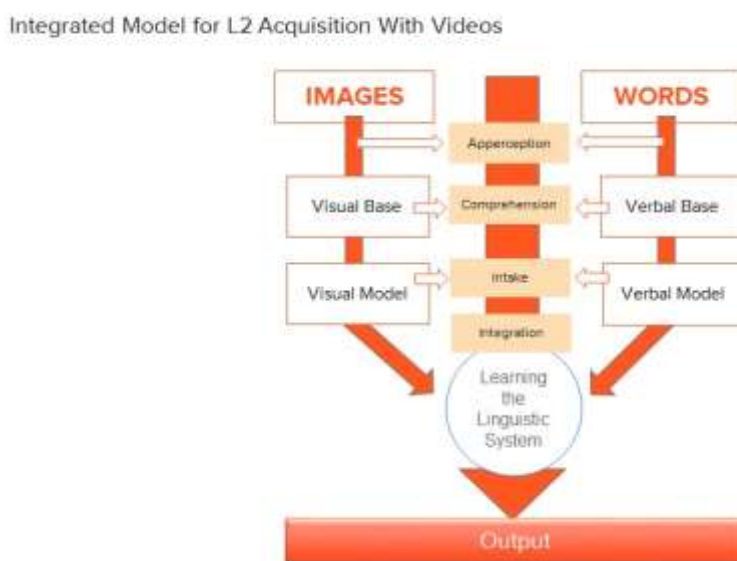 Integrated Model for L2 Acquisition With Videos
IMAGES
WORDS
Apperception
Visual Base
Comprehension
Verbal Base
Visual Model
Intake
Verbal Model
Integration
Learning
the
Linguistic
System
Output